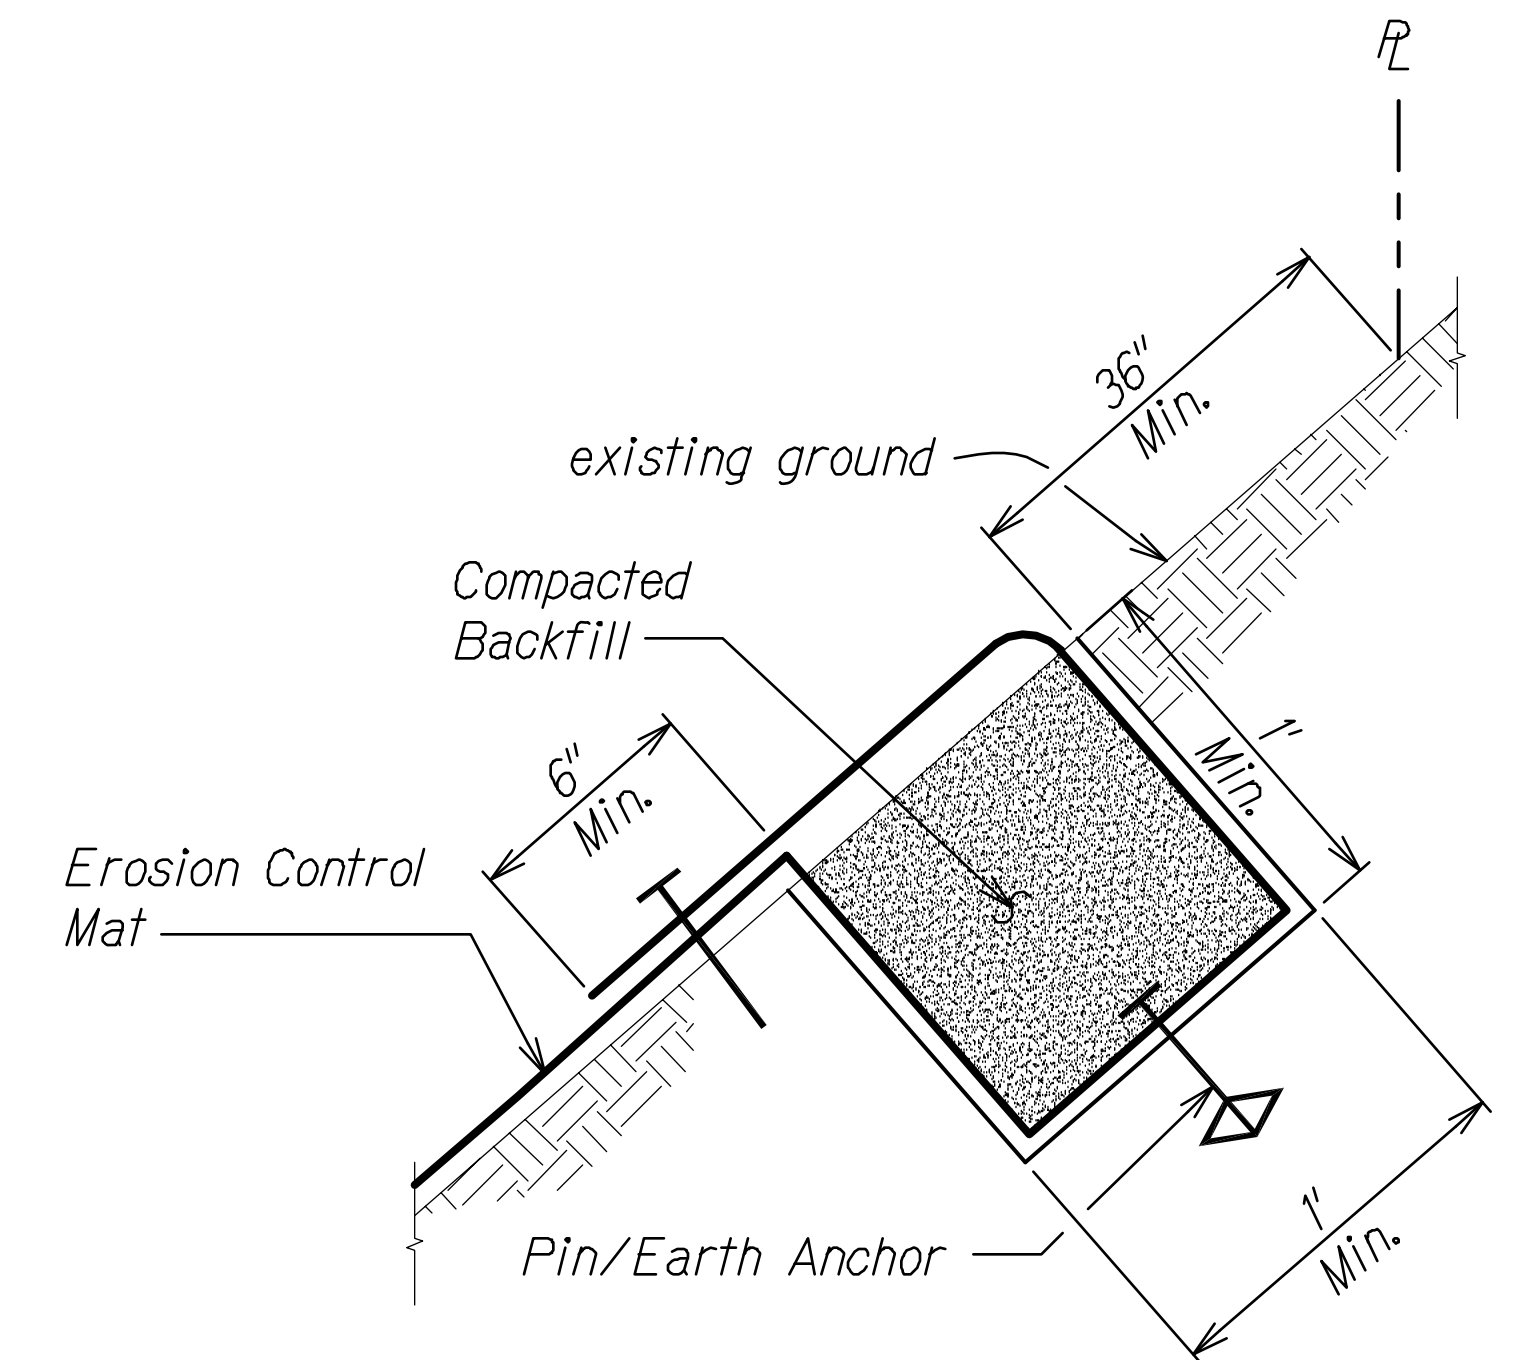 PL
36"
Min.
existing ground
Compacted
Backfill
1'
Min.
6"
Min.
Erosion Control
Mat
1'
Min.
Pin/Earth Anchor